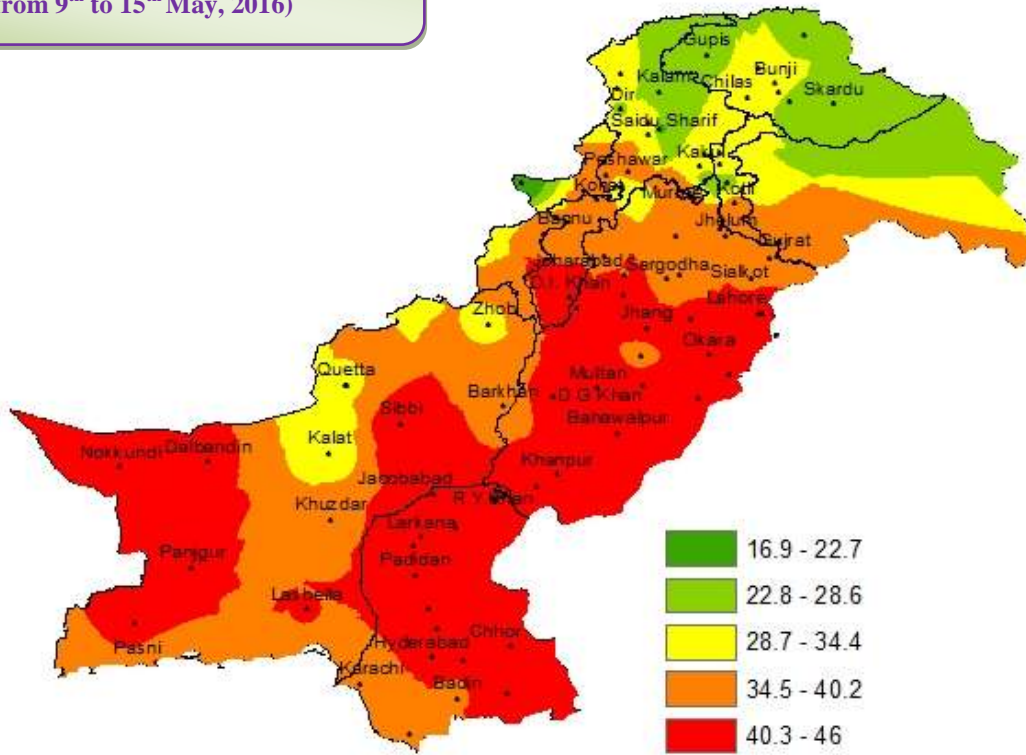 from 9th to 15th May, 2016)
Gupis
Kalam
Chilas
Bunji
Skardu
Dir
Saidu Sharif
Peshawar
Kakul
Kohat
Kotli
Bannu
Jhelum
Gujrat
Joharabad
Sargodha
Sialkot
D.I. Khan
Lahore
Jhang
Zhob
Okara
Quetta
Multan
Barkhan
D.G.Khan
Sibbi
Bahawalpur
Kalat
Nokkundi
Dalbandin
Khanpur
Jacobabad
R.Y.Khan
Khuzdar
Larkana
Padidan
Panjgur
Lasbella
Chhor
Hyderabad
Pasni
Karachi
Badin
16.9 - 22.7
22.8 - 28.6
28.7 - 34.4
34.5 - 40.2
40.3 - 46